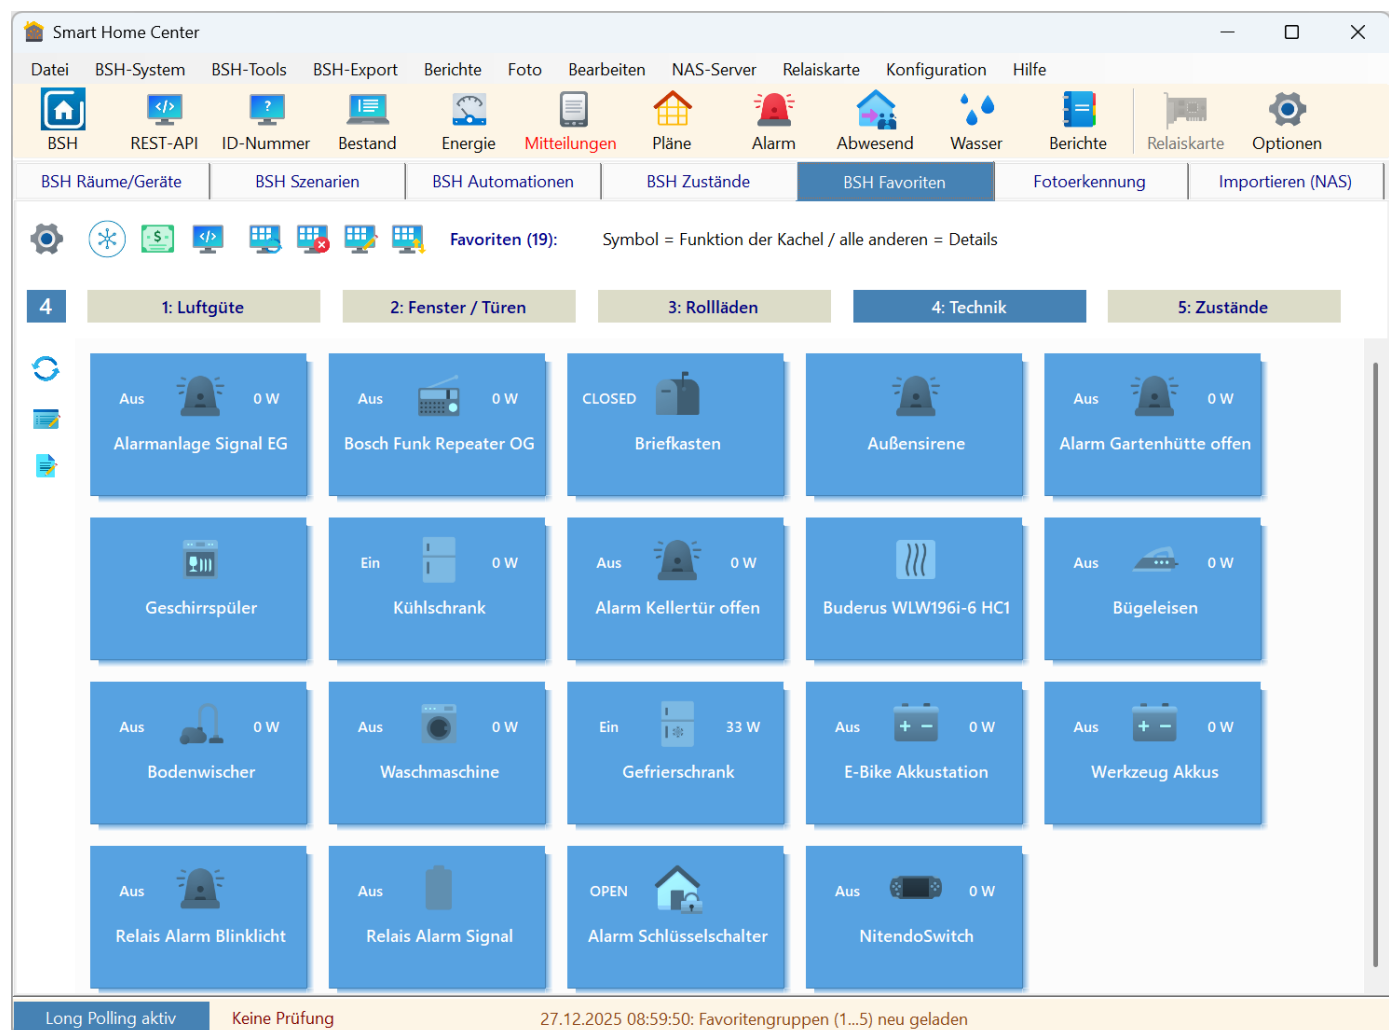 Smart Home Center
Datei BSH-System BSH-Tools BSH-Export Berichte Foto Bearbeiten NAS-Server Relaiskarte Konfiguration Hilfe
BSH REST-API ID-Nummer Bestand Energie Mitteilungen Pläne Alarm Abwesend Wasser Berichte Relaiskarte Optionen
BSH Räume/Geräte BSH Szenarien BSH Automationen BSH Zustände BSH Favoriten Fotoerkennung Importieren (NAS)
Favoriten (19): Symbol = Funktion der Kachel / alle anderen = Details
4 1: Luftgüte 2: Fenster / Türen 3: Rollläden 4: Technik 5: Zustände
Aus 0 W Aus 0 W CLOSED Aus 0 W
Alarmanlage Signal EG Bosch Funk Repeater OG Briefkasten Außensirene Alarm Gartenhütte offen
Ein 0 W Aus 0 W Aus 0 W
Geschirrspüler Kühlschrank Alarm Kellertür offen Buderus WLW196i-6 HC1 Bügeleisen
Aus 0 W Aus 0 W Ein 33 W Aus 0 W Aus 0 W
Bodenwischer Waschmaschine Gefrierschrank E-Bike Akkustation Werkzeug Akkus
Aus Aus OPEN Aus 0 W
Relais Alarm Blinklicht Relais Alarm Signal Alarm Schlüsselschalter NitendoSwitch
Long Polling aktiv Keine Prüfung 27.12.2025 08:59:50: Favoritengruppen (1...5) neu geladen